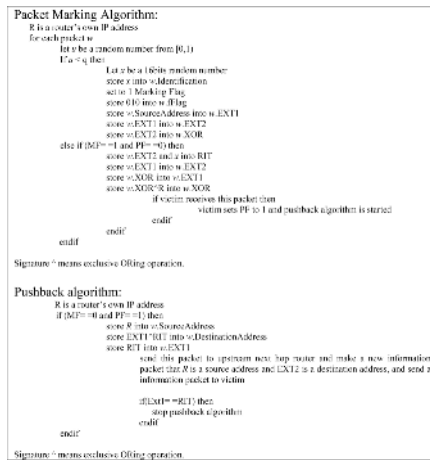 Packet Marking Algorithm:
R is a router's own IP address
for each packet w
let x be a random number from [0,1)
If a < q then
Let x be a 16bits random number
store x into w.Identification
set to 1 Marking Flag
store 010 into w.fFlag
store w.SourceAddress into w.EXT1
store w.EXT1 into w.EXT2
store w.EXT2 into w.XOR
else if (MF= =1 and PF= =0) then
store w.EXT2 and x into RIT
store w.EXT1 into w.EXT2
store w.XOR into w.EXT1
store w.XOR^R into w.XOR
if victim receives this packet then
victim sets PF to 1 and pushback algorithm is started
endif
endif
endif
Signature ^ means exclusive ORing operation.
Pushback algorithm:
R is a router's own IP address
if (MF= =0 and PF= =1) then
store R into w.SourceAddress
store EXT1^RIT into w.DestinationAddress
store RIT into w.EXT1
send this packet to upstream next hop router and make a new information
packet that R is a source address and EXT2 is a destination address, and send a
information packet to victim
if(Ext1= =RIT) then
stop pushback algorithm
endif
endif
Signature ^ means exclusive ORing operation.